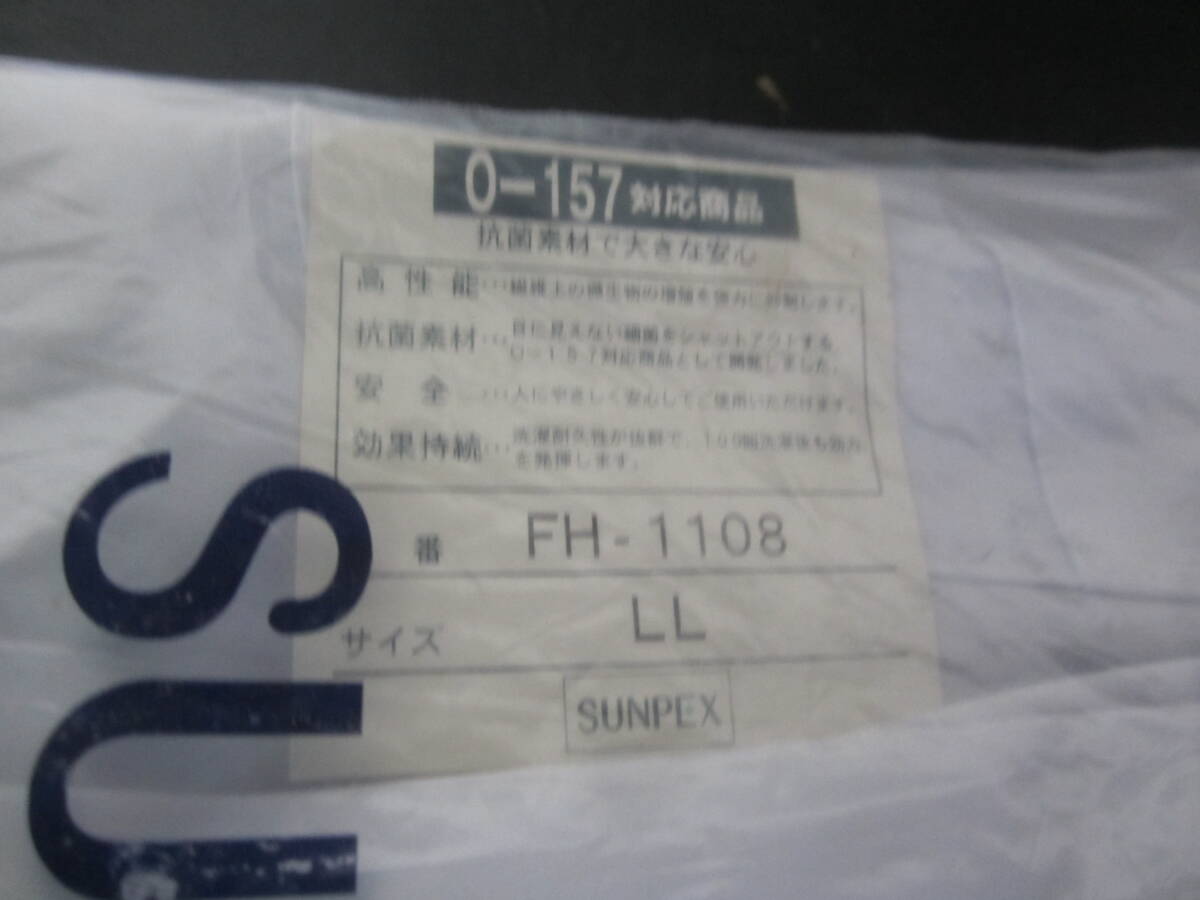 O-157対応商品
抗菌素材で大きな安心
高性能…繊維上の微生物の増殖を強力に抑制します。
抗菌素材…目に見えない細菌をシャットアウトする
O-157対応商品として開発しました。
安全…人にやさしく安心してご使用いただけます。
効果持続…洗濯耐久性が抜群で、100回洗濯後も効力
を発揮します。
番 FH-1108
サイズ LL
SUNPEX
SU